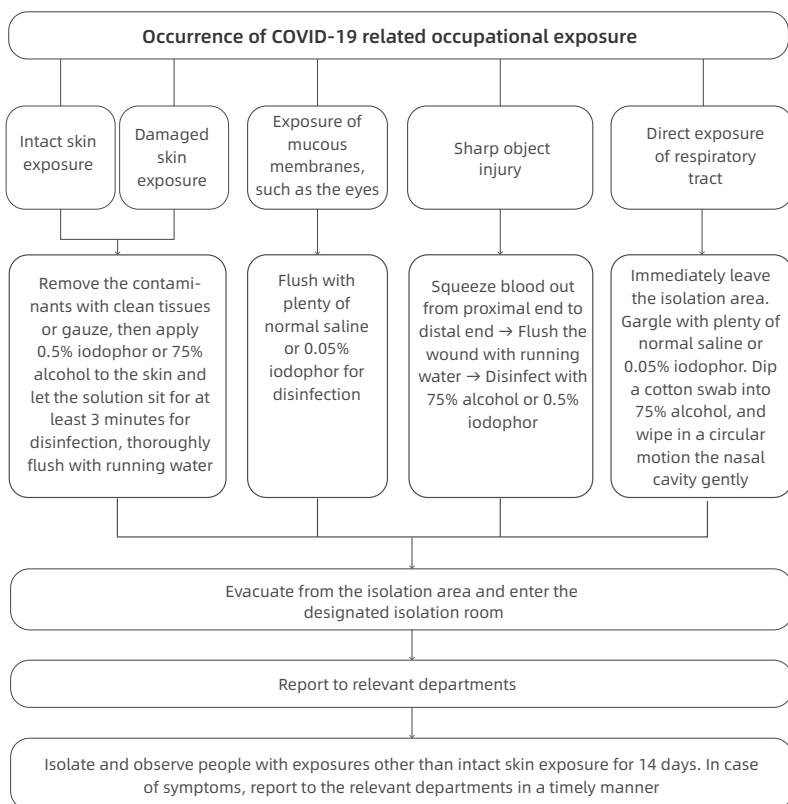 Occurrence of COVID-19 related occupational exposure
Intact skin
exposure
Damaged
skin
exposure
Exposure of
mucous
membranes,
such as the eyes
Sharp object
injury
Direct exposure
of respiratory
tract
Remove the contami-
nants with clean tissues
or gauze, then apply
0.5% iodophor or 75%
alcohol to the skin and
let the solution sit for at
least 3 minutes for
disinfection, thoroughly
flush with running water
Flush with
plenty of
normal saline
or 0.05%
iodophor for
disinfection
Squeeze blood out
from proximal end to
distal end → Flush the
wound with running
water → Disinfect with
75% alcohol or 0.5%
iodophor
Immediately leave
the isolation area.
Gargle with plenty of
normal saline or
0.05% iodophor. Dip
a cotton swab into
75% alcohol, and
wipe in a circular
motion the nasal
cavity gently
Evacuate from the isolation area and enter the
designated isolation room
Report to relevant departments
Isolate and observe people with exposures other than intact skin exposure for 14 days. In case
of symptoms, report to the relevant departments in a timely manner